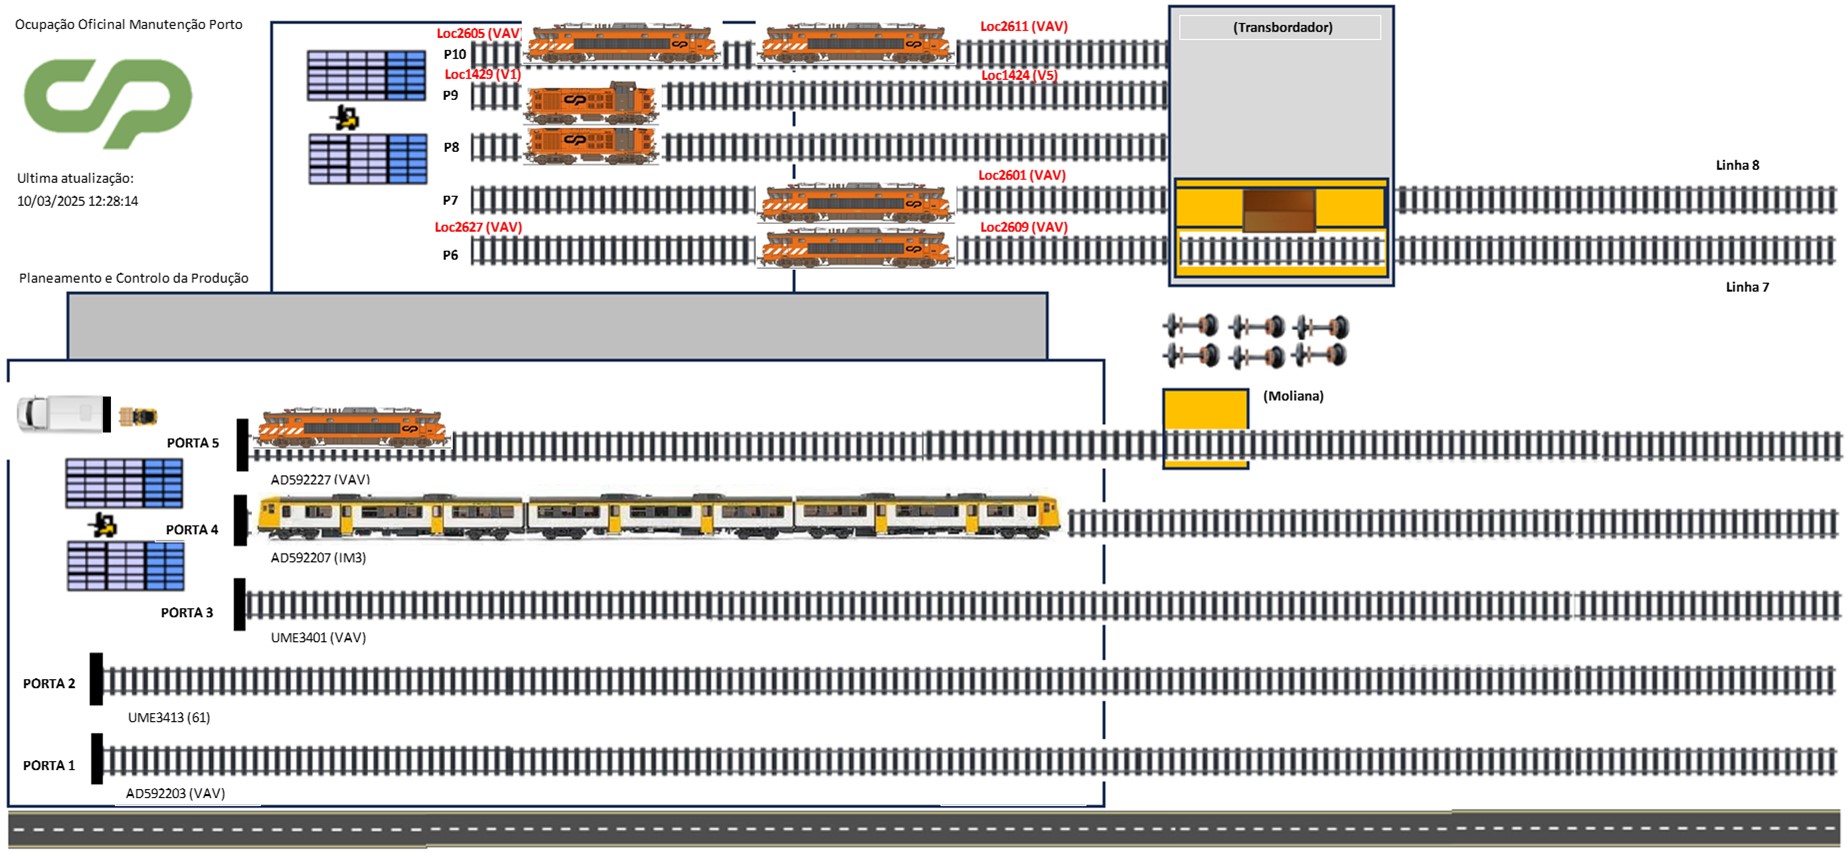 Ocupação Oficinal Manutenção Porto
CP
Ultima atualização:
10/03/2025 12:28:14
Planeamento e Controlo da Produção
Loc2605 (VAV)
Loc2611 (VAV)
P10
Loc1429 (V1)
Loc1424 (V5)
P9
P8
Loc2601 (VAV)
P7
Loc2627 (VAV)
Loc2609 (VAV)
P6
(Transbordador)
Linha 8
Linha 7
(Moliana)
PORTA 5
AD592227 (VAV)
PORTA 4
AD592207 (IM3)
PORTA 3
UME3401 (VAV)
PORTA 2
UME3413 (61)
PORTA 1
AD592203 (VAV)